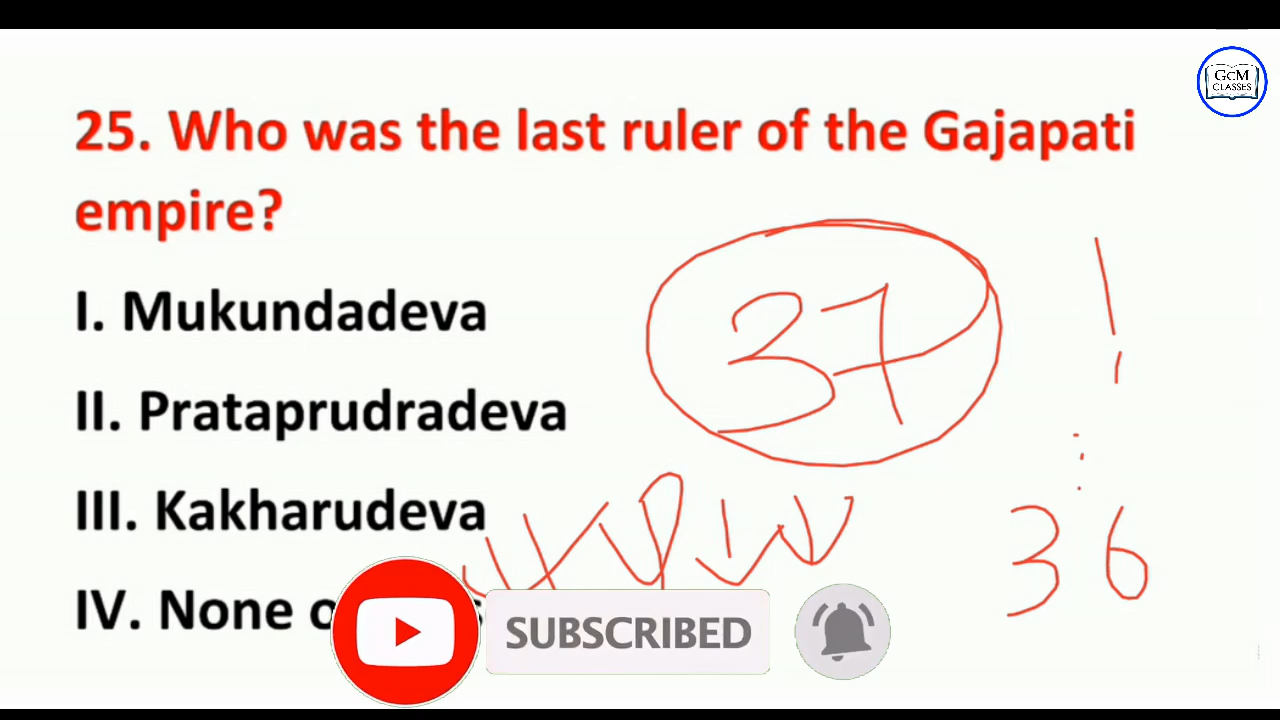 GCM
CLASSES
25. Who was the last ruler of the Gajapati
empire?
I. Mukundadeva
37
II. Prataprudradeva
III. Kakharudeva
36
IV. None
SUBSCRIBED